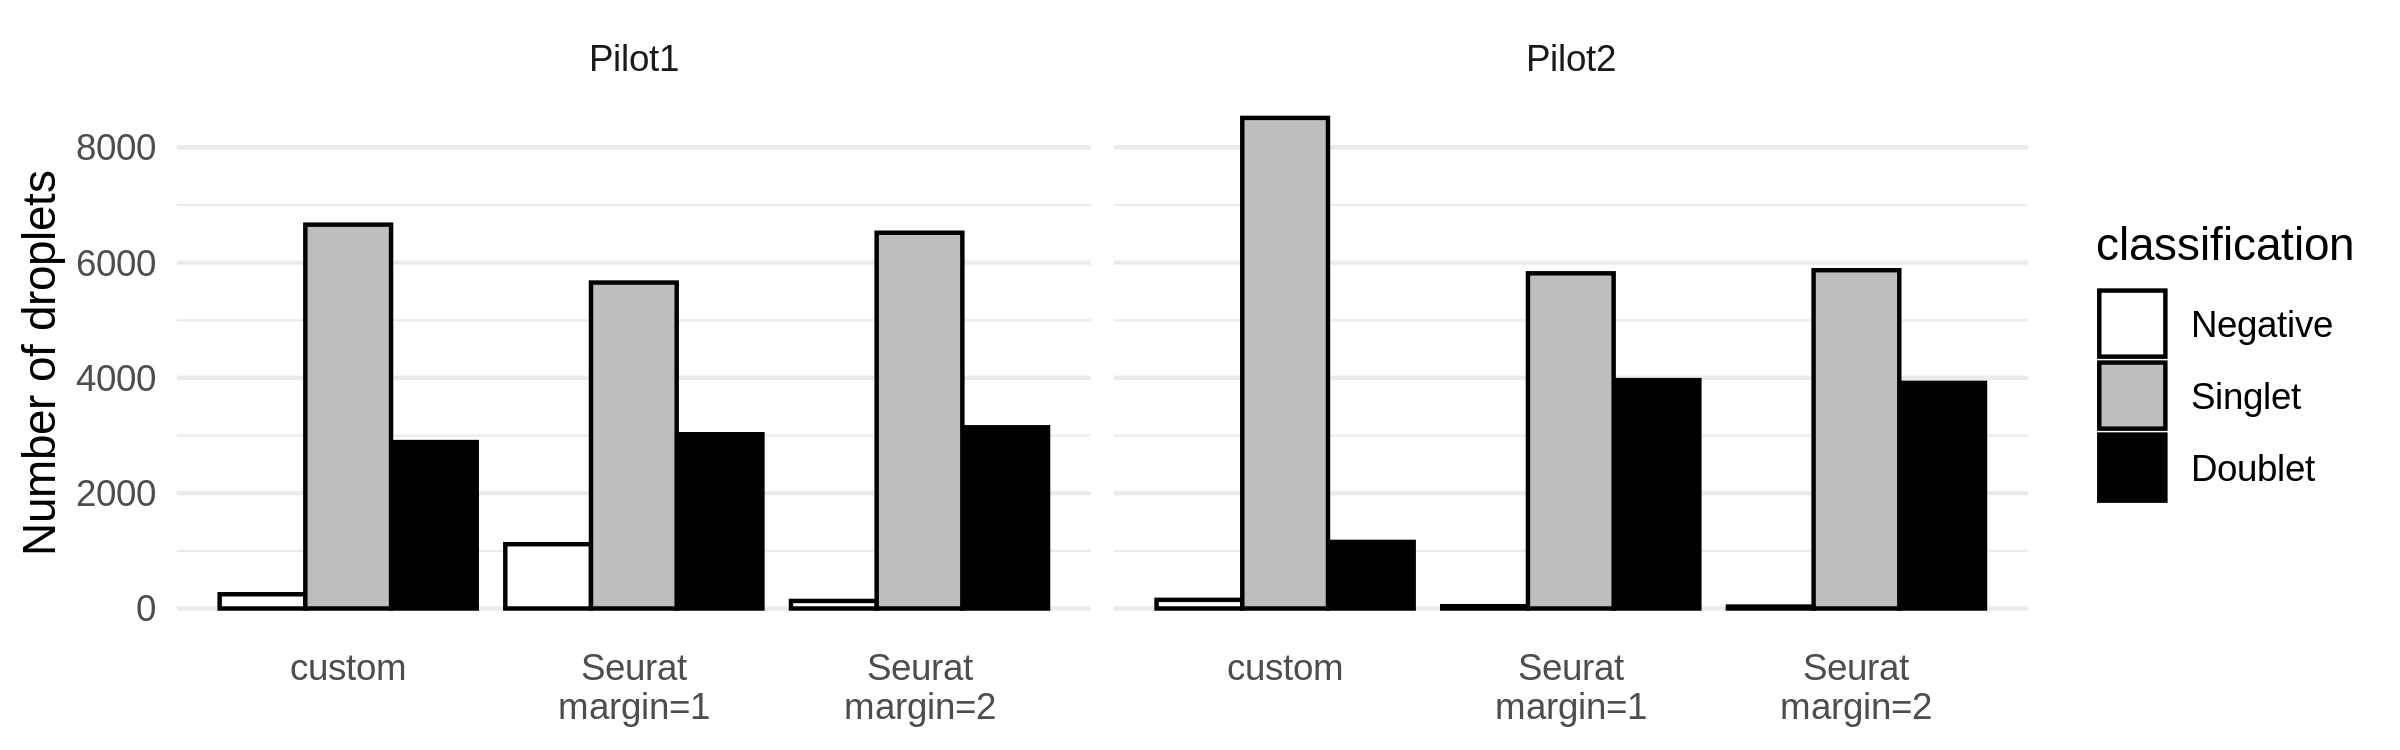 Pilot1
Pilot2
Number of droplets
8000
6000
4000
2000
0
custom
Seurat
margin=1
Seurat
margin=2
custom
Seurat
margin=1
Seurat
margin=2
classification
Negative
Singlet
Doublet